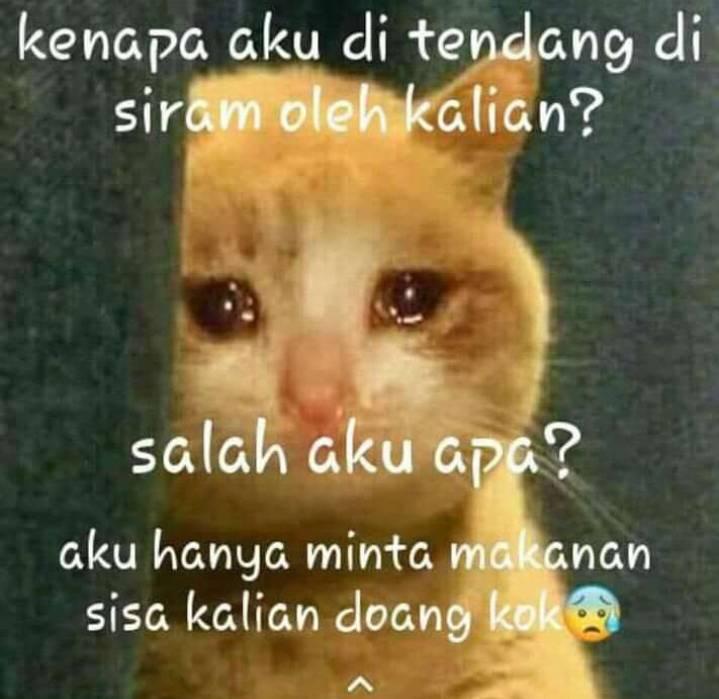 kenapa aku di tendang di
siram oleh kalian?
salah aku apa?
aku hanya minta makanan
sisa kalian doang kok😰